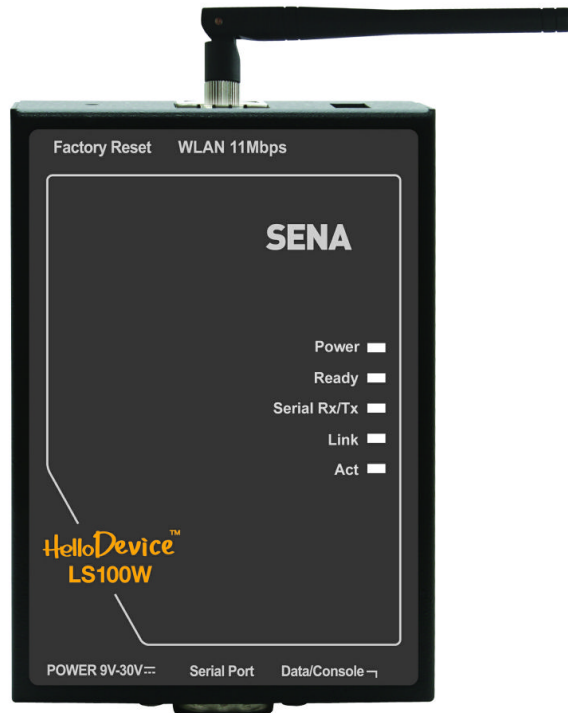 Factory Reset WLAN 11Mbps
SENA
Power
Ready
Serial Rx/Tx
Link
Act
HelloDevice™
LS100W
POWER 9V-30V⎓ Serial Port Data/Console ¬